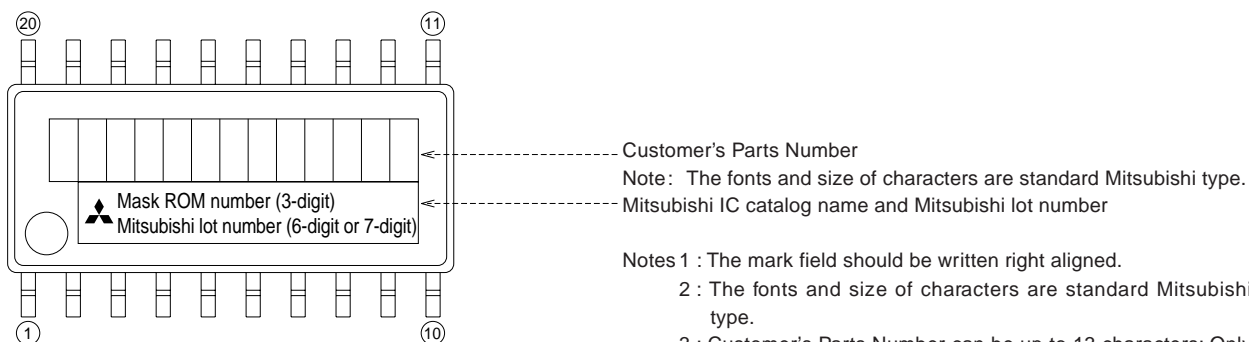 20 11
Customer's Parts Number
Note: The fonts and size of characters are standard Mitsubishi type.
Mask ROM number (3-digit)
Mitsubishi lot number (6-digit or 7-digit)
Mitsubishi IC catalog name and Mitsubishi lot number
Notes 1 : The mark field should be written right aligned.
2 : The fonts and size of characters are standard Mitsubishi
type.
1 10